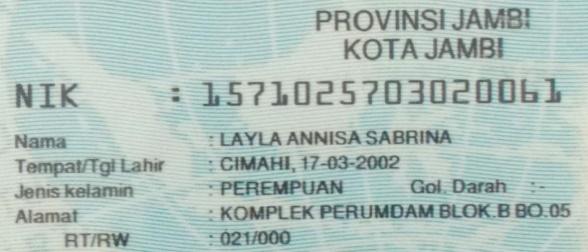 PROVINSI JAMBI
KOTA JAMBI
NIK : 1571025703020061
Nama : LAYLA ANNISA SABRINA
Tempat/Tgl Lahir : CIMAHI, 17-03-2002
Jenis kelamin : PEREMPUAN Gol. Darah :-
Alamat : KOMPLEK PERUMDAM BLOK.B BO.05
RT/RW : 021/000